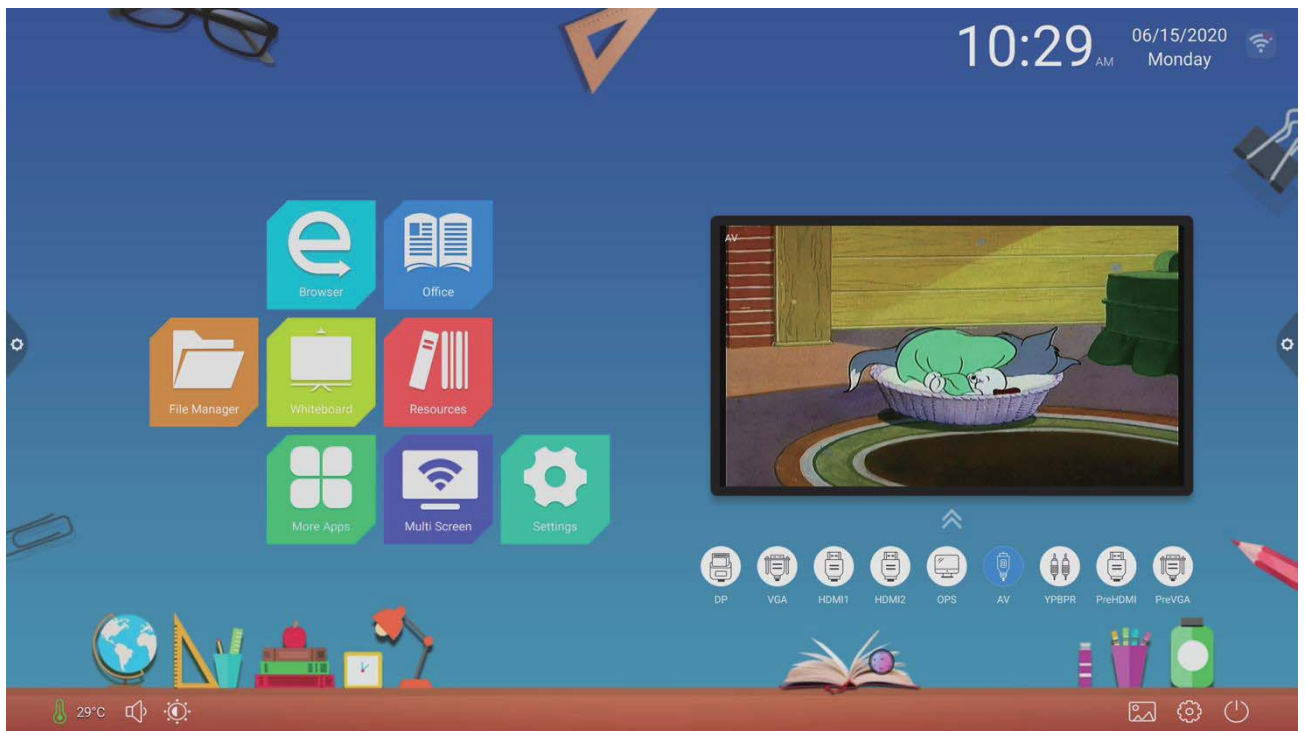 10:29 AM
06/15/2020
Monday
Browser
Office
File Manager
Whiteboard
Resources
More Apps
Multi Screen
Settings
AV
DP
VGA
HDMI1
HDMI2
OPS
AV
YPBPR
PreHDMI
PreVGA
29°C